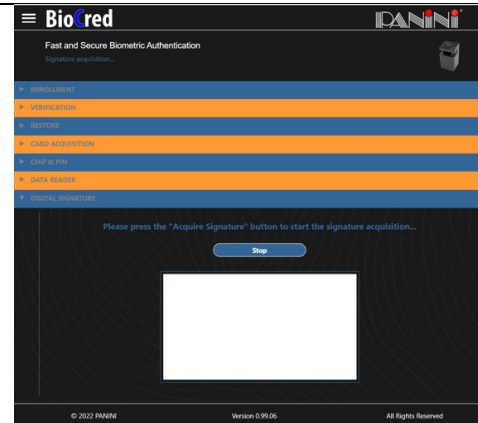 BioCred
PANINI
Fast and Secure Biometric Authentication
Signature acquisition...
ENROLLMENT
VERIFICATION
RESTORE
CARD ACQUISITION
CHIP & PIN
DATA READER
DIGITAL SIGNATURE
Please press the "Acquire Signature" button to start the signature acquisition...
Stop
© 2022 PANINI Version 0.99.06 All Rights Reserved